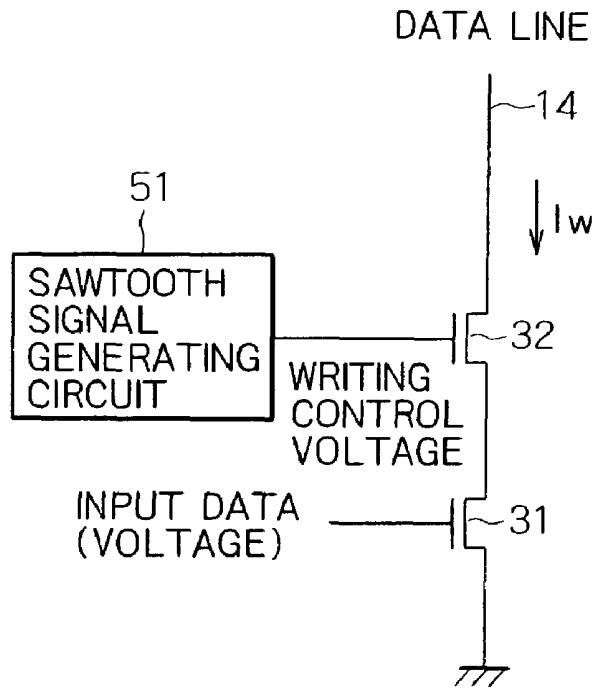 DATA LINE
14
Iw
51
SAWTOOTH
SIGNAL
GENERATING
CIRCUIT
32
WRITING
CONTROL
VOLTAGE
INPUT DATA
(VOLTAGE)
31